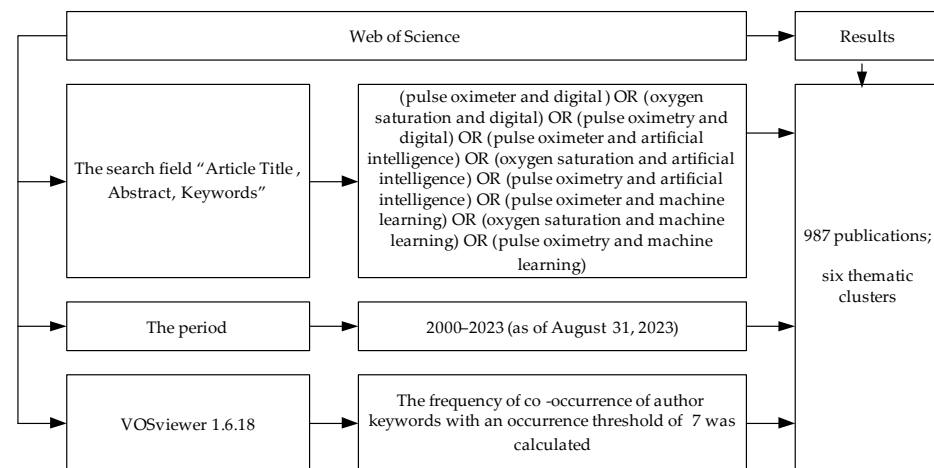 Web of Science
Results
The search field “Article Title ,
Abstract, Keywords”
(pulse oximeter and digital) OR (oxygen
saturation and digital) OR (pulse oximetry and
digital) OR (pulse oximeter and artificial
intelligence) OR (oxygen saturation and artificial
intelligence) OR (pulse oximetry and artificial
intelligence) OR (pulse oximeter and machine
learning) OR (oxygen saturation and machine
learning) OR (pulse oximetry and machine
learning)
987 publications;
six thematic
clusters
The period
2000–2023 (as of August 31, 2023)
VOSviewer 1.6.18
The frequency of co -occurrence of author
keywords with an occurrence threshold of 7 was
calculated